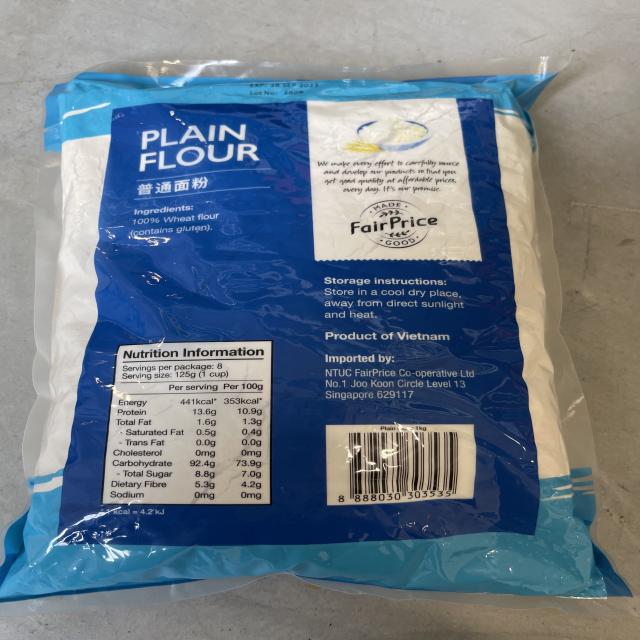 PLAIN
FLOUR
普通面粉
Ingredients:
100% Wheat flour
(contains gluten).
We make every effort to carefully source
and develop our products so that you
get good quality at affordable prices,
every day. It's our promise.
MADE
FairPrice
GOOD
Storage instructions:
Store in a cool dry place,
away from direct sunlight
and heat.
Product of Vietnam
Imported by:
NTUC FairPrice Co-operative Ltd
No.1 Joo Koon Circle Level 13
Singapore 629117
Nutrition Information
Servings per package: 8
Serving size: 125g (1 cup)
Per serving Per 100g
Energy 441kcal* 353kcal*
Protein 13.6g 10.9g
Total Fat 1.6g 1.3g
- Saturated Fat 0.5g 0.4g
- Trans Fat 0.0g 0.0g
Cholesterol 0mg 0mg
Carbohydrate 92.4g 73.9g
- Total Sugar 8.8g 7.0g
Dietary Fibre 5.3g 4.2g
Sodium 0mg 0mg
kcal = 4.2 kJ
Plain 1kg
8 888030 303535